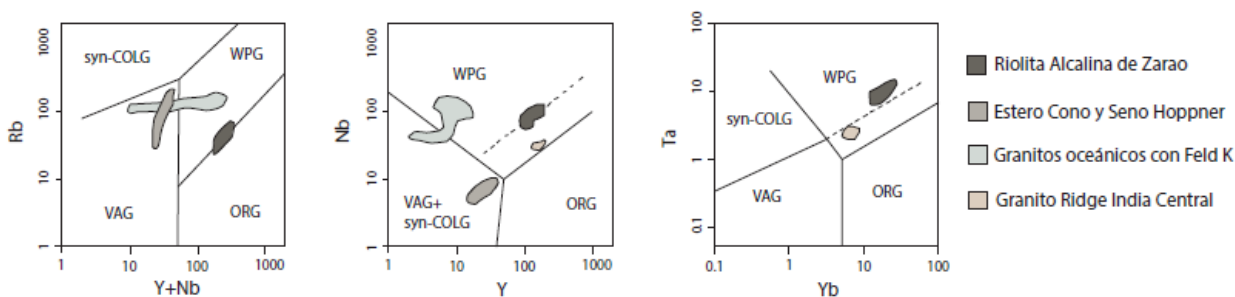 1000
100
10
1
Rb
syn-COLG
WPG
VAG
ORG
1
10
100
1000
Y+Nb
1000
100
10
1
Nb
WPG
VAG+
syn-COLG
ORG
1
10
100
1000
Y
100
10
1
0.1
Ta
WPG
syn-COLG
VAG
ORG
0.1
1
60
100
Yb
Riolita Alcalina de Zarao
Estero Cono y Seno Hoppner
Granitos oceánicos con Feld K
Granito Ridge India Central